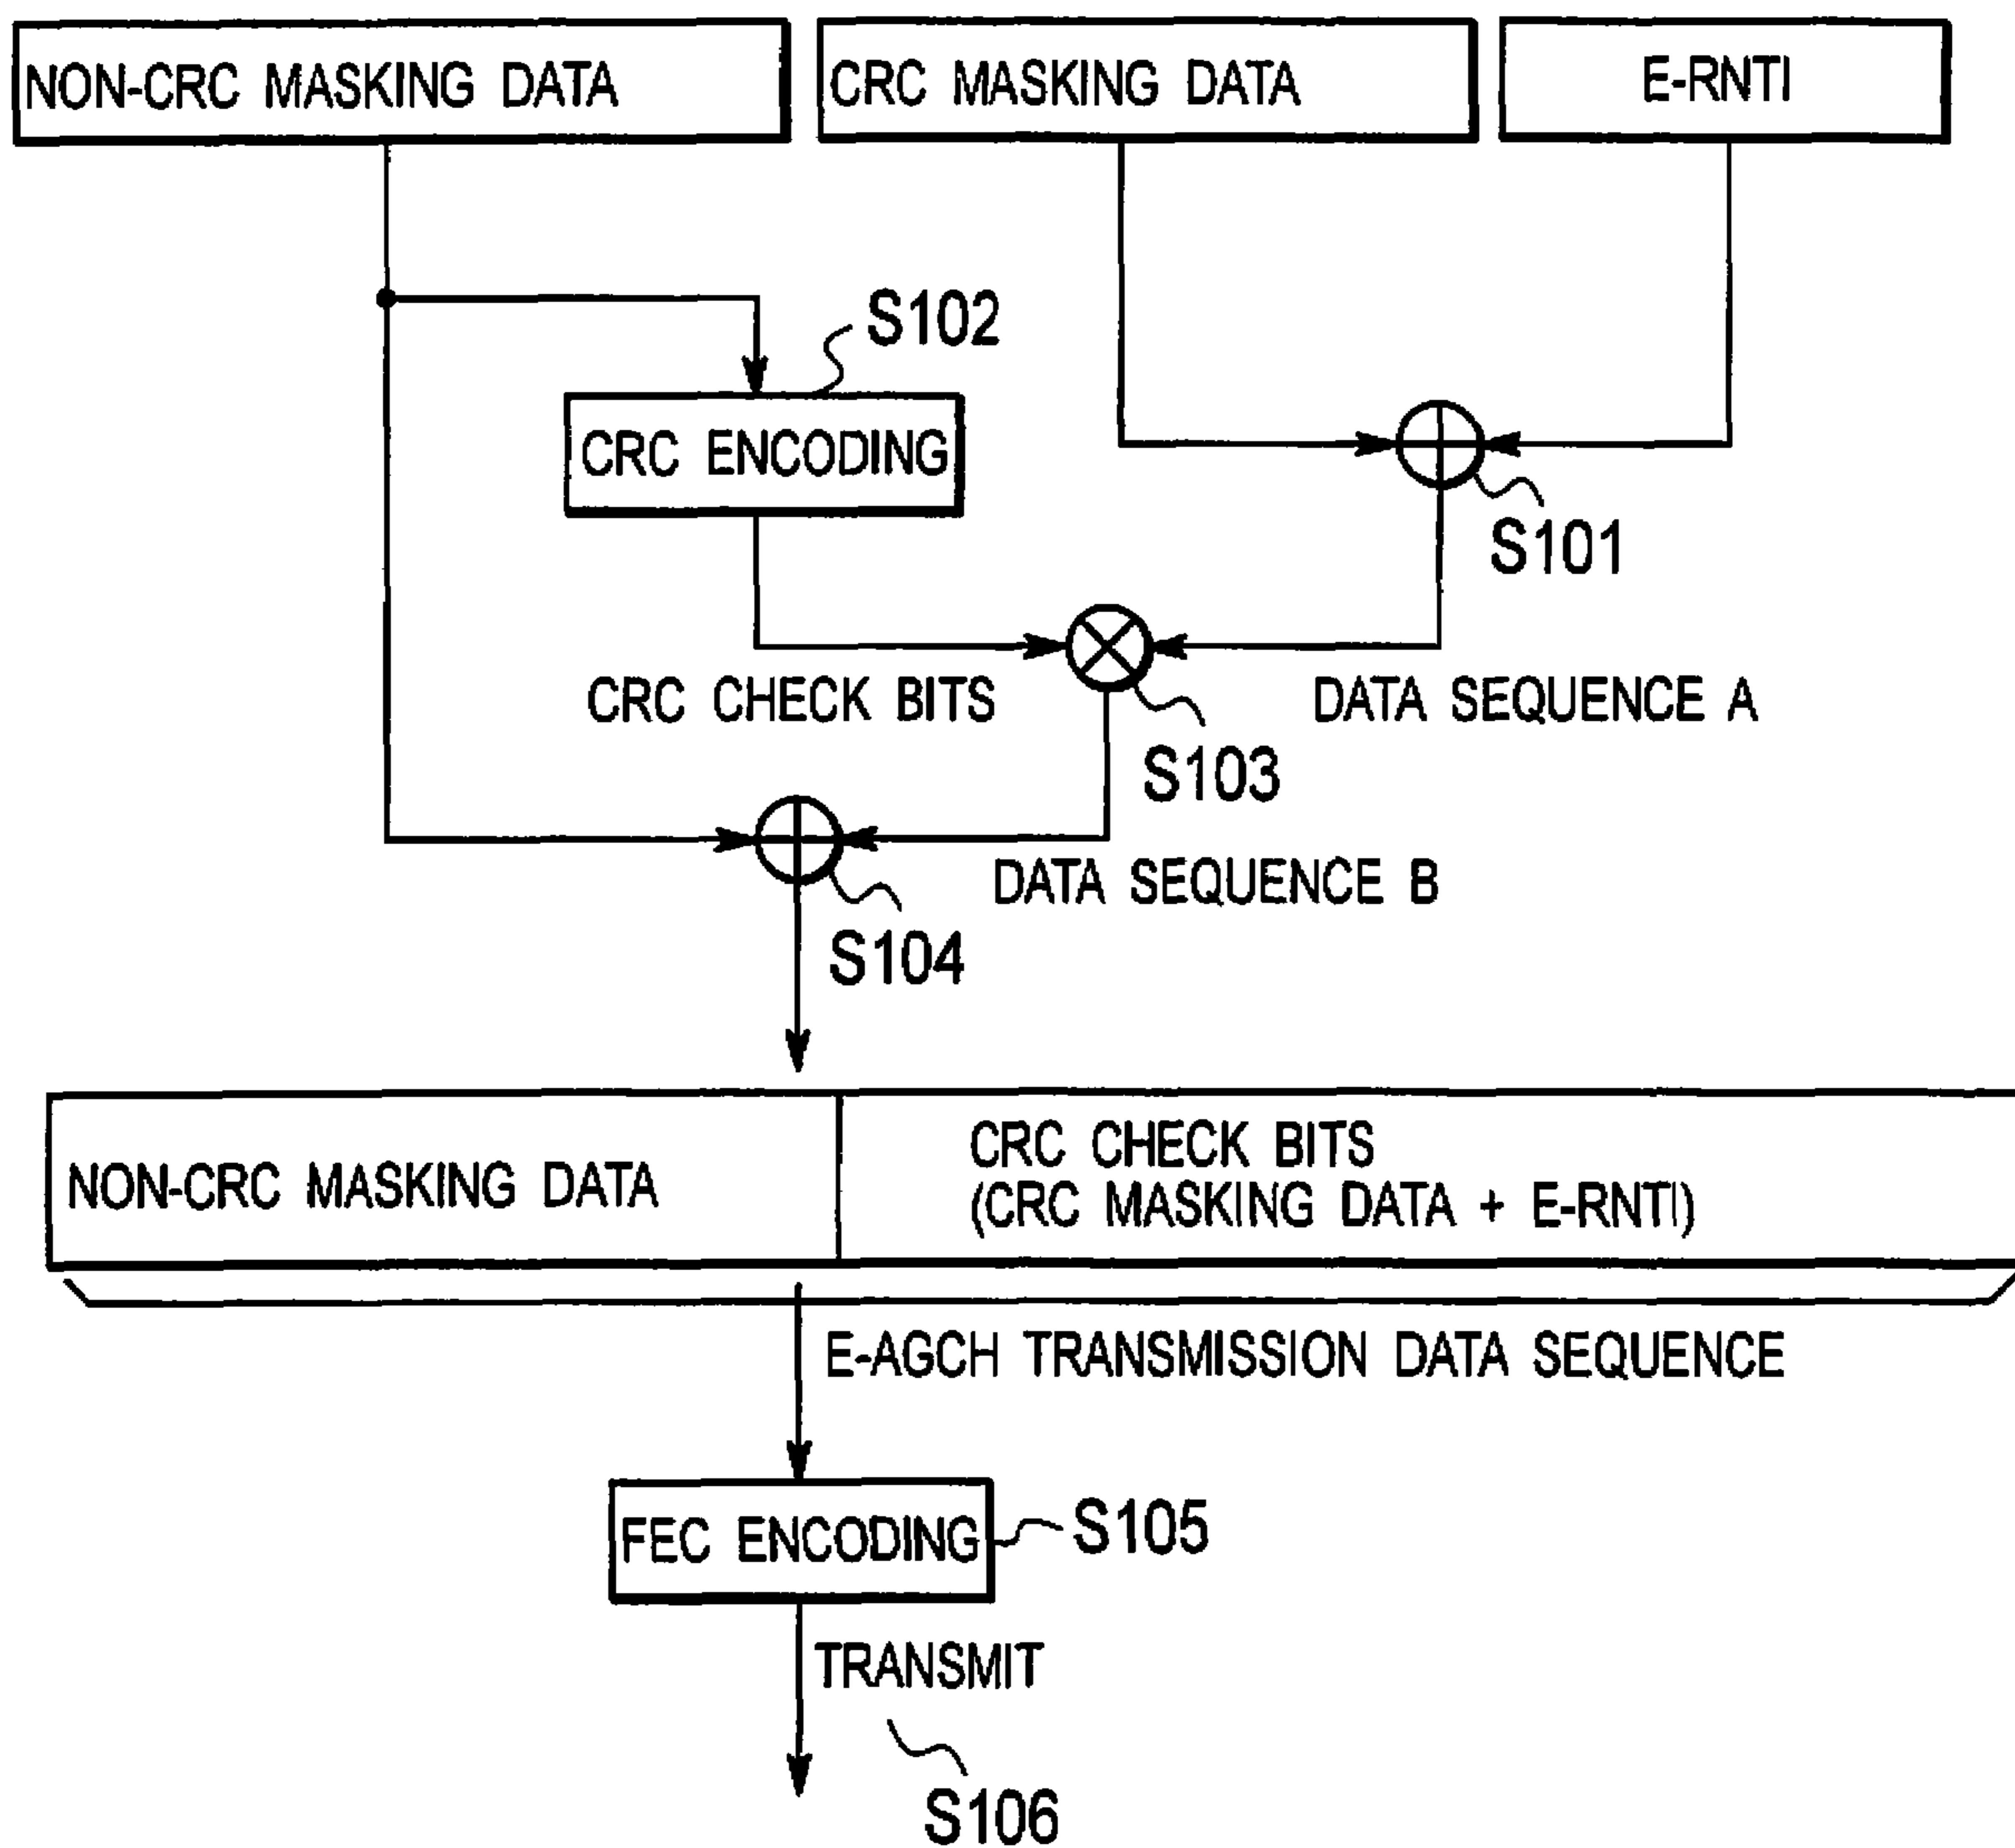 NON-CRC MASKING DATA
CRC MASKING DATA
E-RNTI
S102
CRC ENCODING
S101
CRC CHECK BITS
DATA SEQUENCE A
S103
DATA SEQUENCE B
S104
NON-CRC MASKING DATA
CRC CHECK BITS
(CRC MASKING DATA + E-RNTI)
E-AGCH TRANSMISSION DATA SEQUENCE
FEC ENCODING
S105
TRANSMIT
S106